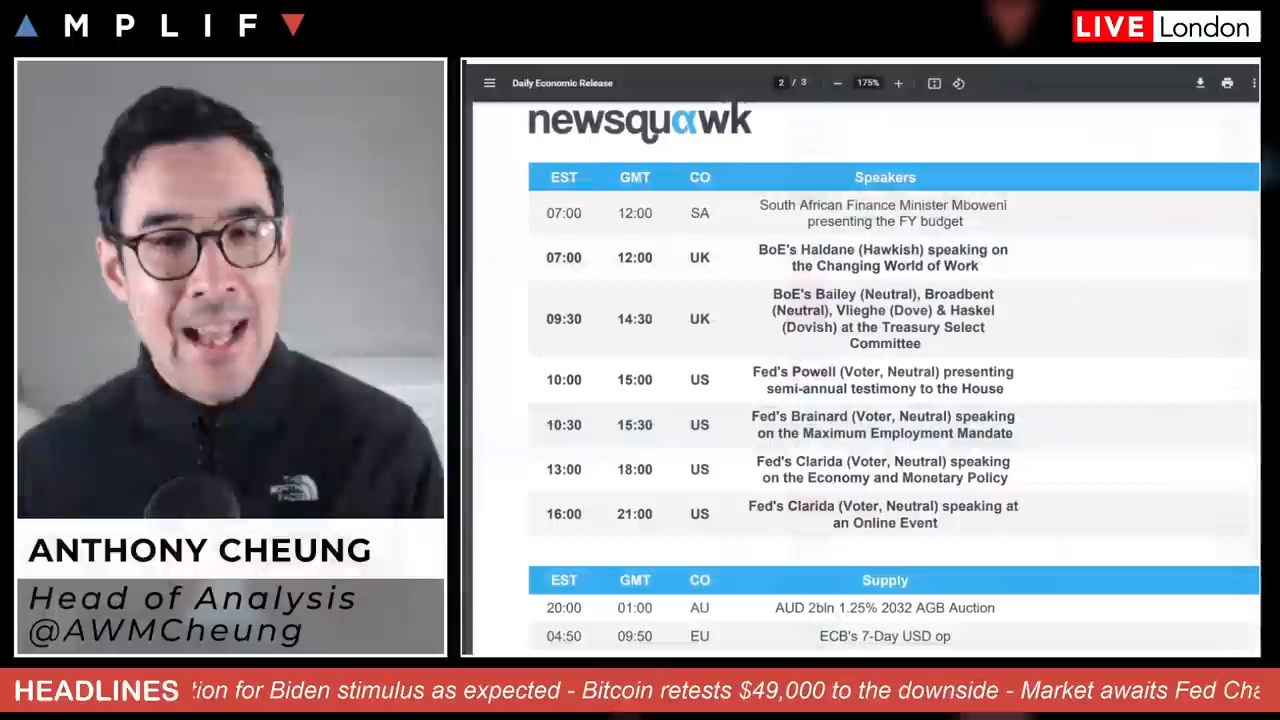 AMPLIFY
LIVE London
Daily Economic Release
2 / 3
175%
newsquawk
EST GMT CO Speakers
07:00 12:00 SA South African Finance Minister Mboweni
presenting the FY budget
07:00 12:00 UK BoE's Haldane (Hawkish) speaking on
the Changing World of Work
09:30 14:30 UK BoE's Bailey (Neutral), Broadbent
(Neutral), Vlieghe (Dove) & Haskel
(Dovish) at the Treasury Select
Committee
10:00 15:00 US Fed's Powell (Voter, Neutral) presenting
semi-annual testimony to the House
10:30 15:30 US Fed's Brainard (Voter, Neutral) speaking
on the Maximum Employment Mandate
13:00 18:00 US Fed's Clarida (Voter, Neutral) speaking
on the Economy and Monetary Policy
16:00 21:00 US Fed's Clarida (Voter, Neutral) speaking at
an Online Event
EST GMT CO Supply
20:00 01:00 AU AUD 2bln 1.25% 2032 AGB Auction
04:50 09:50 EU ECB's 7-Day USD op
THE
NORTH
FACE
ANTHONY CHEUNG
Head of Analysis
@AWMCheung
HEADLINES for Biden stimulus as expected - Bitcoin retests $49,000 to the downside - Market awaits Fed